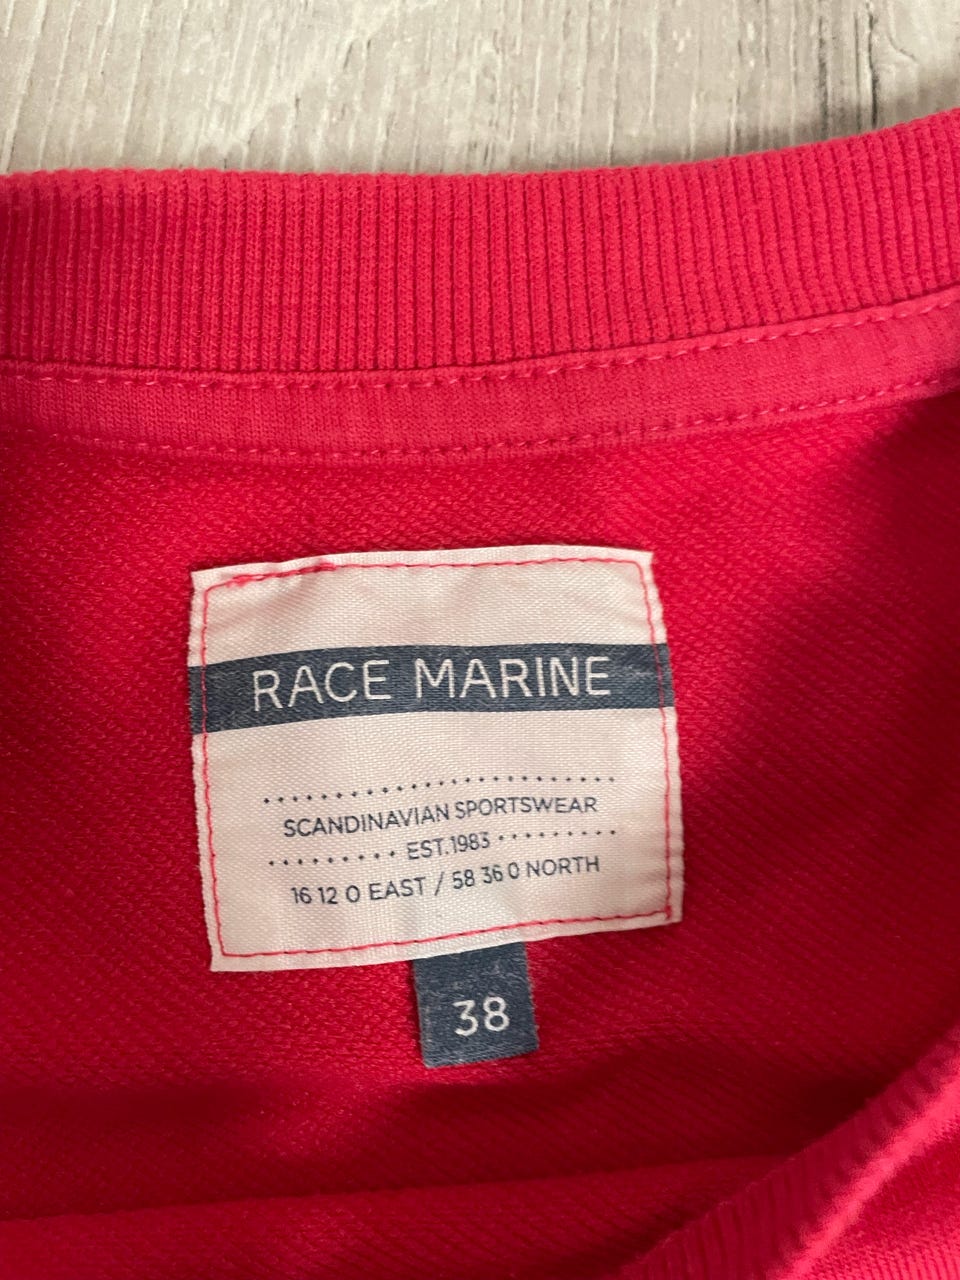 RACE MARINE
SCANDINAVIAN SPORTSWEAR
EST.1983
16 12 0 EAST / 58 36 0 NORTH
38